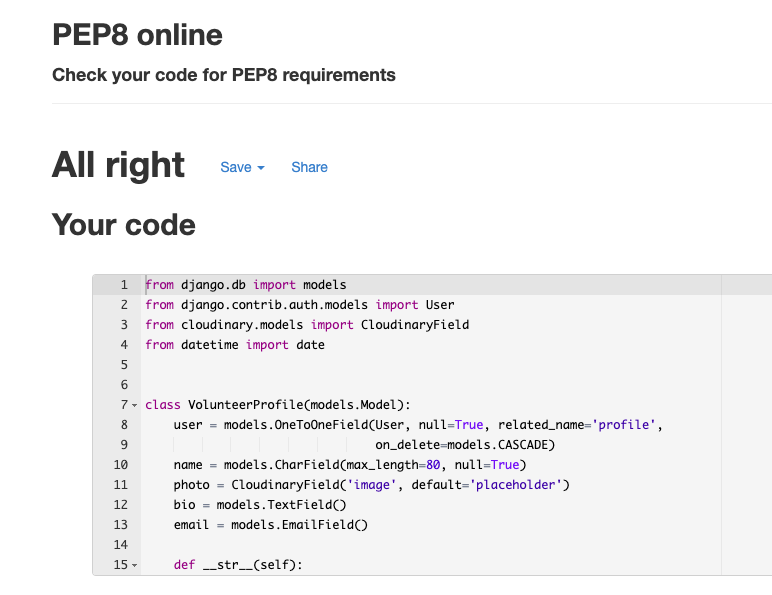 PEP8 online
Check your code for PEP8 requirements
All right Save Share
Your code
1 from django.db import models
2 from django.contrib.auth.models import User
3 from cloudinary.models import CloudinaryField
4 from datetime import date
5
6
7 class VolunteerProfile(models.Model):
8     user = models.OneToOneField(User, null=True, related_name='profile',
9                                 on_delete=models.CASCADE)
10     name = models.CharField(max_length=80, null=True)
11     photo = CloudinaryField('image', default='placeholder')
12     bio = models.TextField()
13     email = models.EmailField()
14
15     def __str__(self):